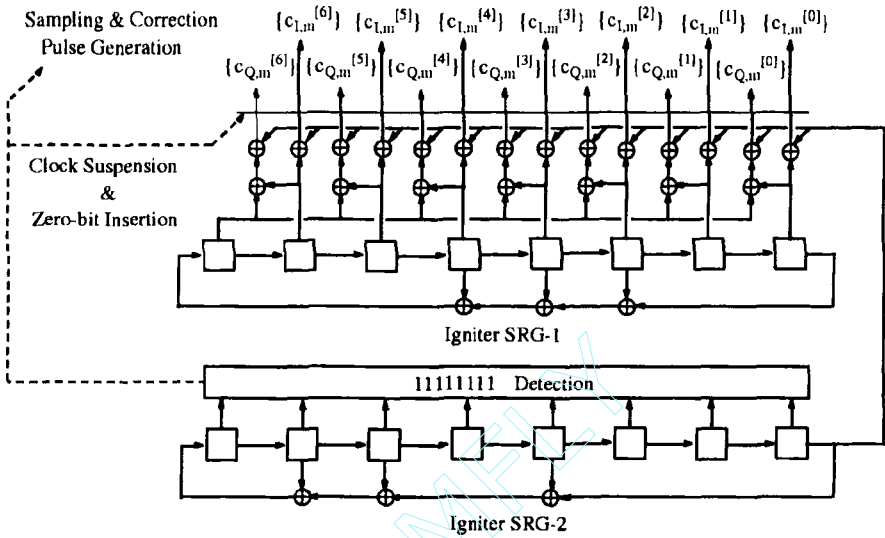 Sampling & Correction
Pulse Generation
{c_{I,m}^{[6]}} {c_{I,m}^{[5]}} {c_{I,m}^{[4]}} {c_{I,m}^{[3]}} {c_{I,m}^{[2]}} {c_{I,m}^{[1]}} {c_{I,m}^{[0]}}
{c_{Q,m}^{[6]}} {c_{Q,m}^{[5]}} {c_{Q,m}^{[4]}} {c_{Q,m}^{[3]}} {c_{Q,m}^{[2]}} {c_{Q,m}^{[1]}} {c_{Q,m}^{[0]}}
Clock Suspension
&
Zero-bit Insertion
Igniter SRG-1
11111111 Detection
Igniter SRG-2